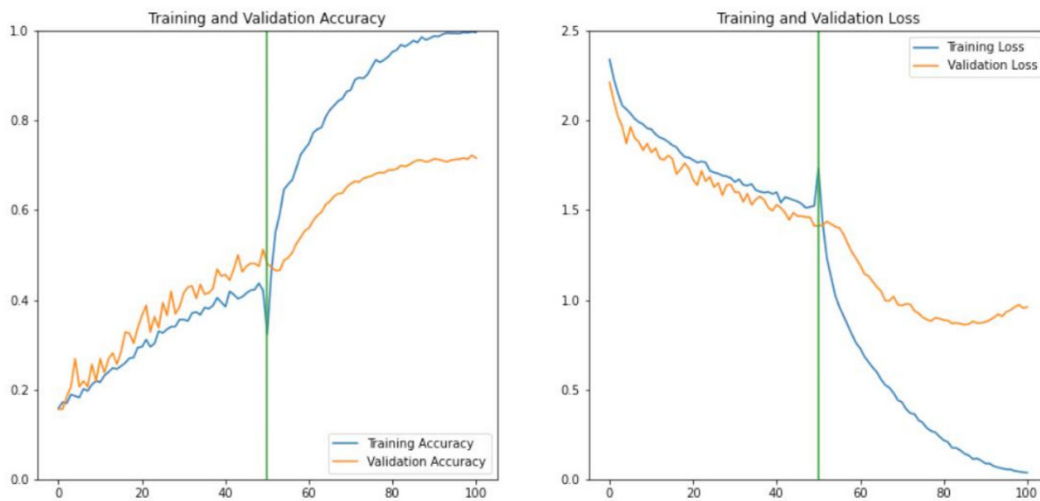 Training and Validation Accuracy
1.0
0.8
0.6
0.4
0.2
0.0
0 20 40 60 80 100
Training Accuracy
Validation Accuracy
Training and Validation Loss
2.5
2.0
1.5
1.0
0.5
0.0
0 20 40 60 80 100
Training Loss
Validation Loss